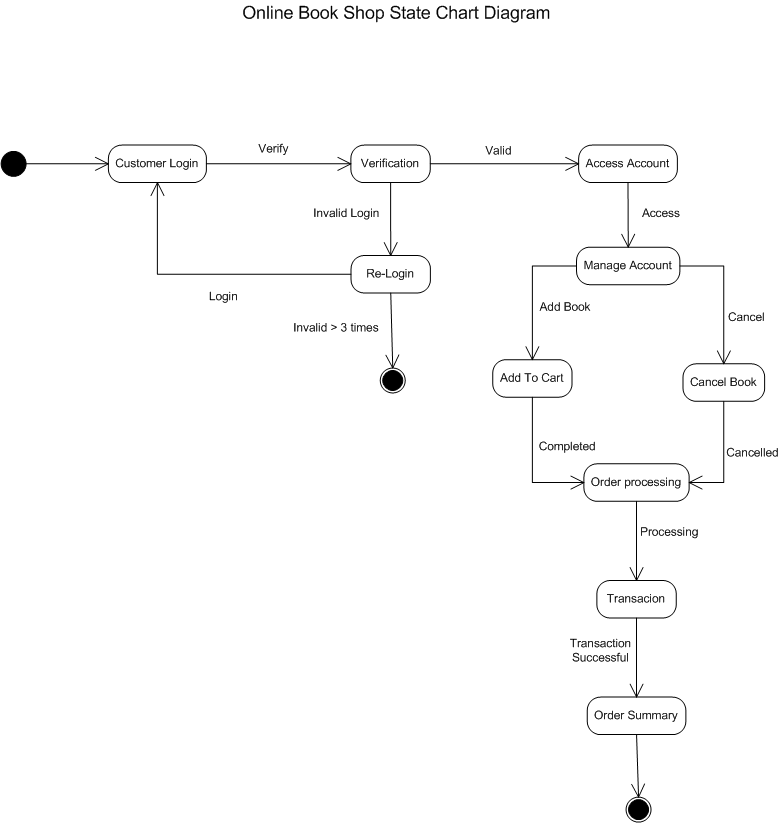 Online Book Shop State Chart Diagram
Customer Login
Verify
Verification
Valid
Access Account
Invalid Login
Access
Re-Login
Manage Account
Login
Add Book
Cancel
Invalid > 3 times
Add To Cart
Cancel Book
Completed
Cancelled
Order processing
Processing
Transacion
Transaction
Successful
Order Summary